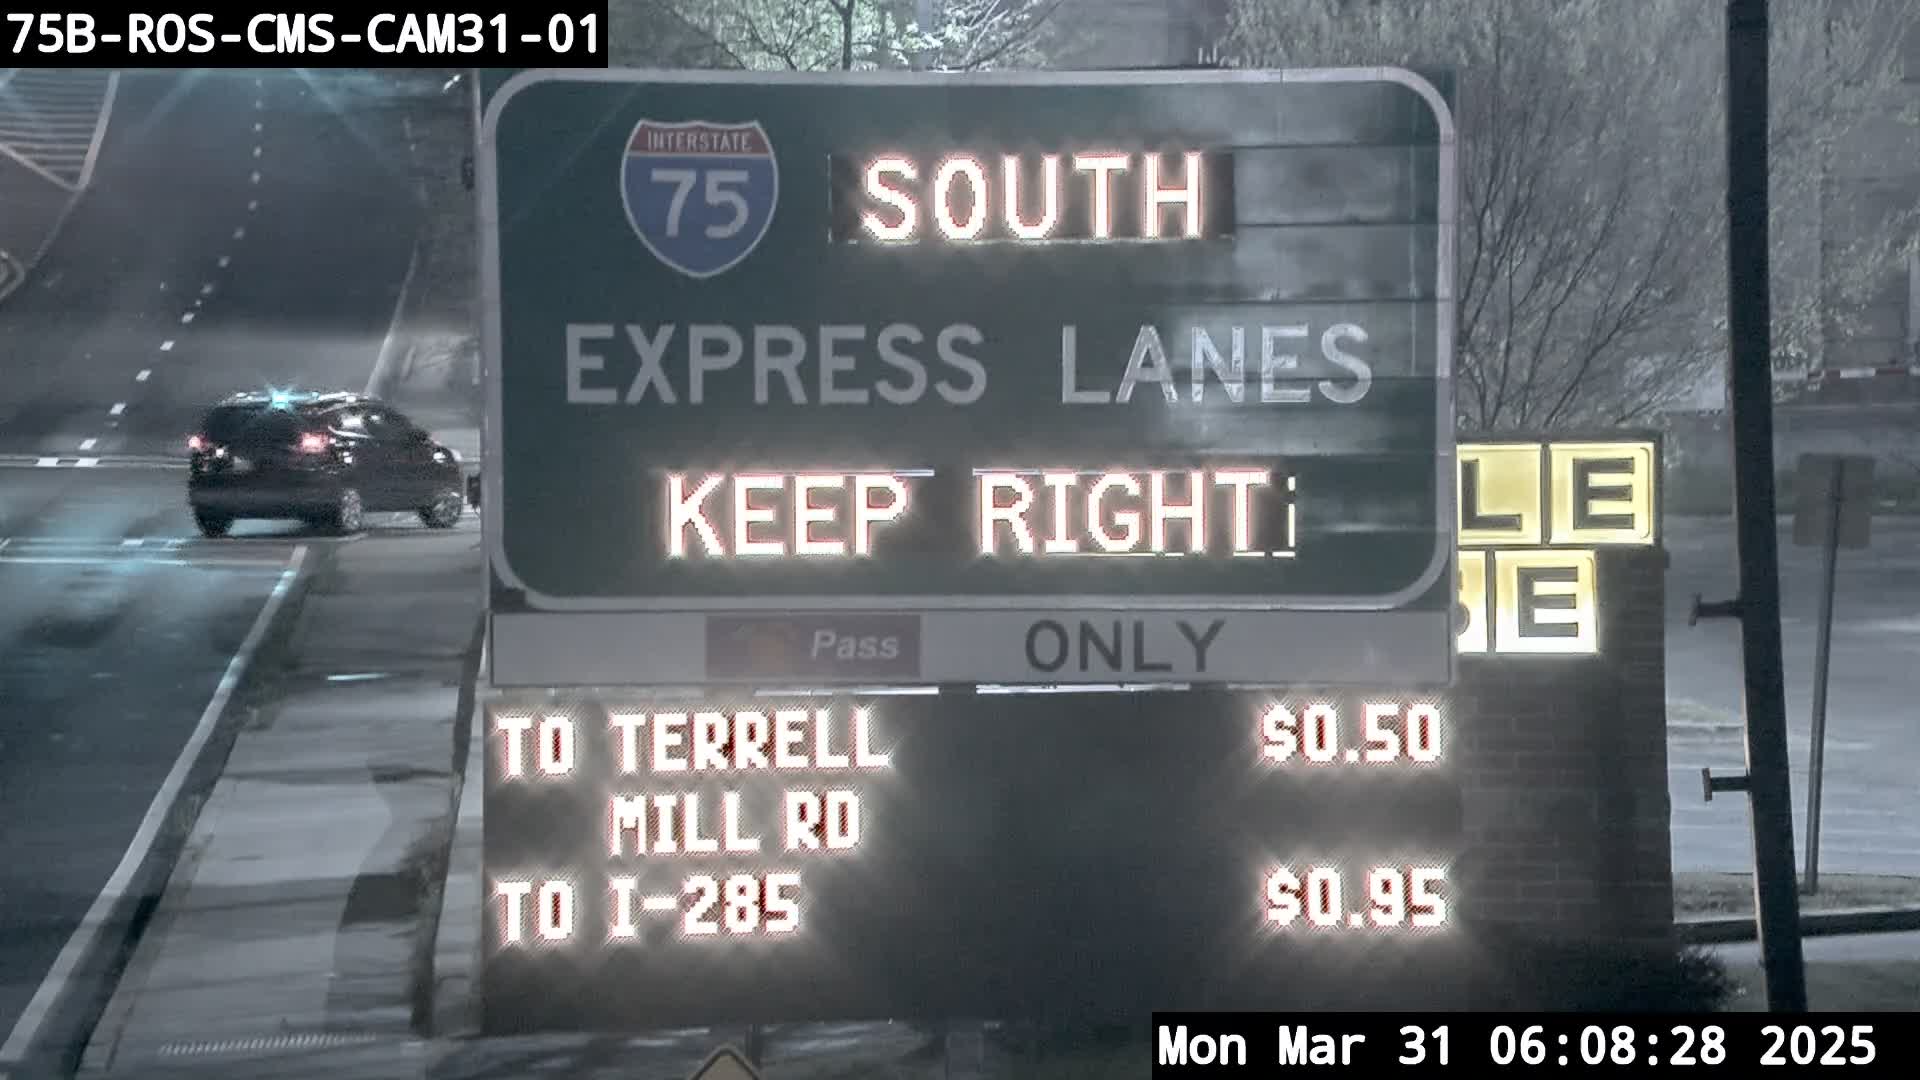 75B-ROS-CMS-CAM31-01
INTERSTATE
75
SOUTH
EXPRESS LANES
KEEP RIGHT
Pass ONLY
TO TERRELL $0.50
MILL RD
TO I-285 $0.95
LE
E
Mon Mar 31 06:08:28 2025